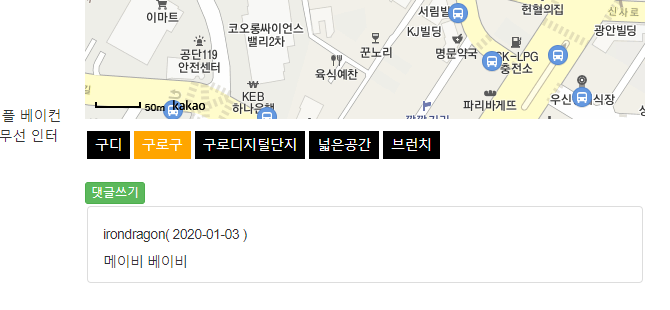 이마트
서림빌
헌혈의집
신사로
코오롱싸이언스
밸리2차
KJ빌딩
광안빌딩
공단119
안전센터
꾼노리
명문약국
SK-LPG
충전소
육식예찬
KEB
하나은행
파리바게뜨
우신
식장
50m kakao
플 베이컨
무선 인터
구디 구로구 구로디지털단지 넓은공간 브런치
댓글쓰기
irondragon( 2020-01-03 )
메이비 베이비